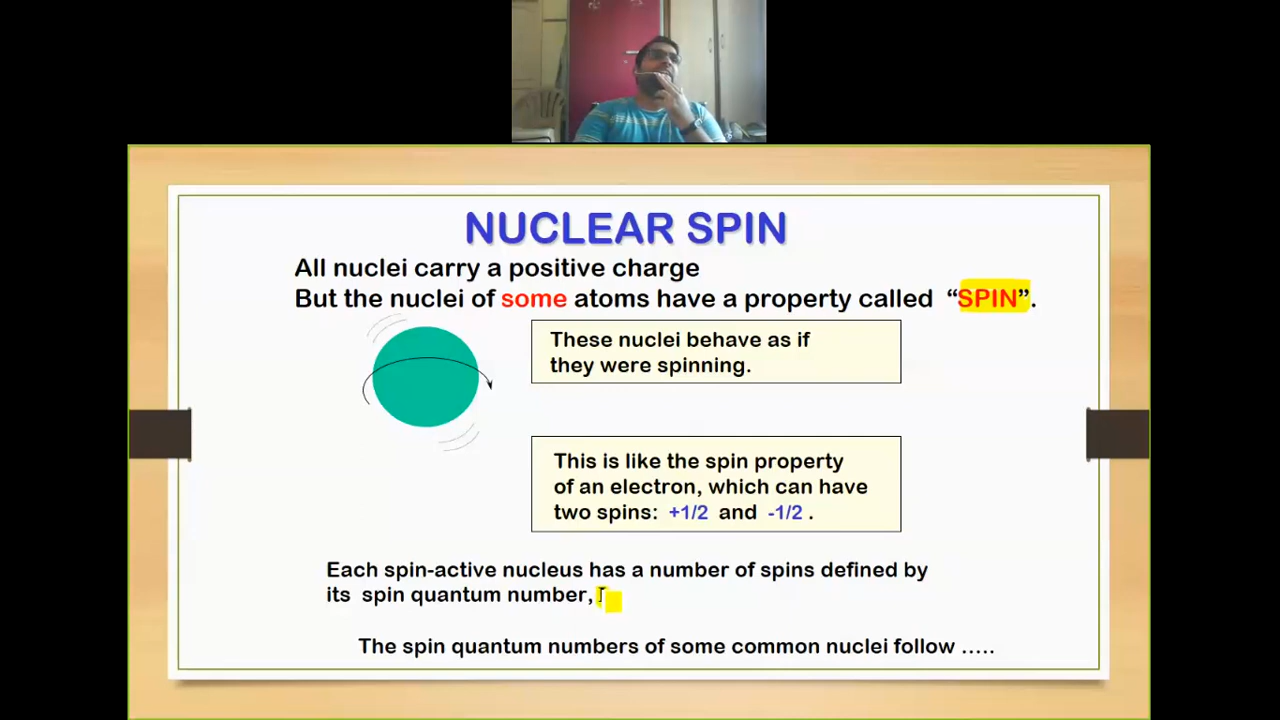 NUCLEAR SPIN
All nuclei carry a positive charge
But the nuclei of some atoms have a property called “SPIN”.
These nuclei behave as if
they were spinning.
This is like the spin property
of an electron, which can have
two spins: +1/2 and -1/2 .
Each spin-active nucleus has a number of spins defined by
its spin quantum number,
The spin quantum numbers of some common nuclei follow …..